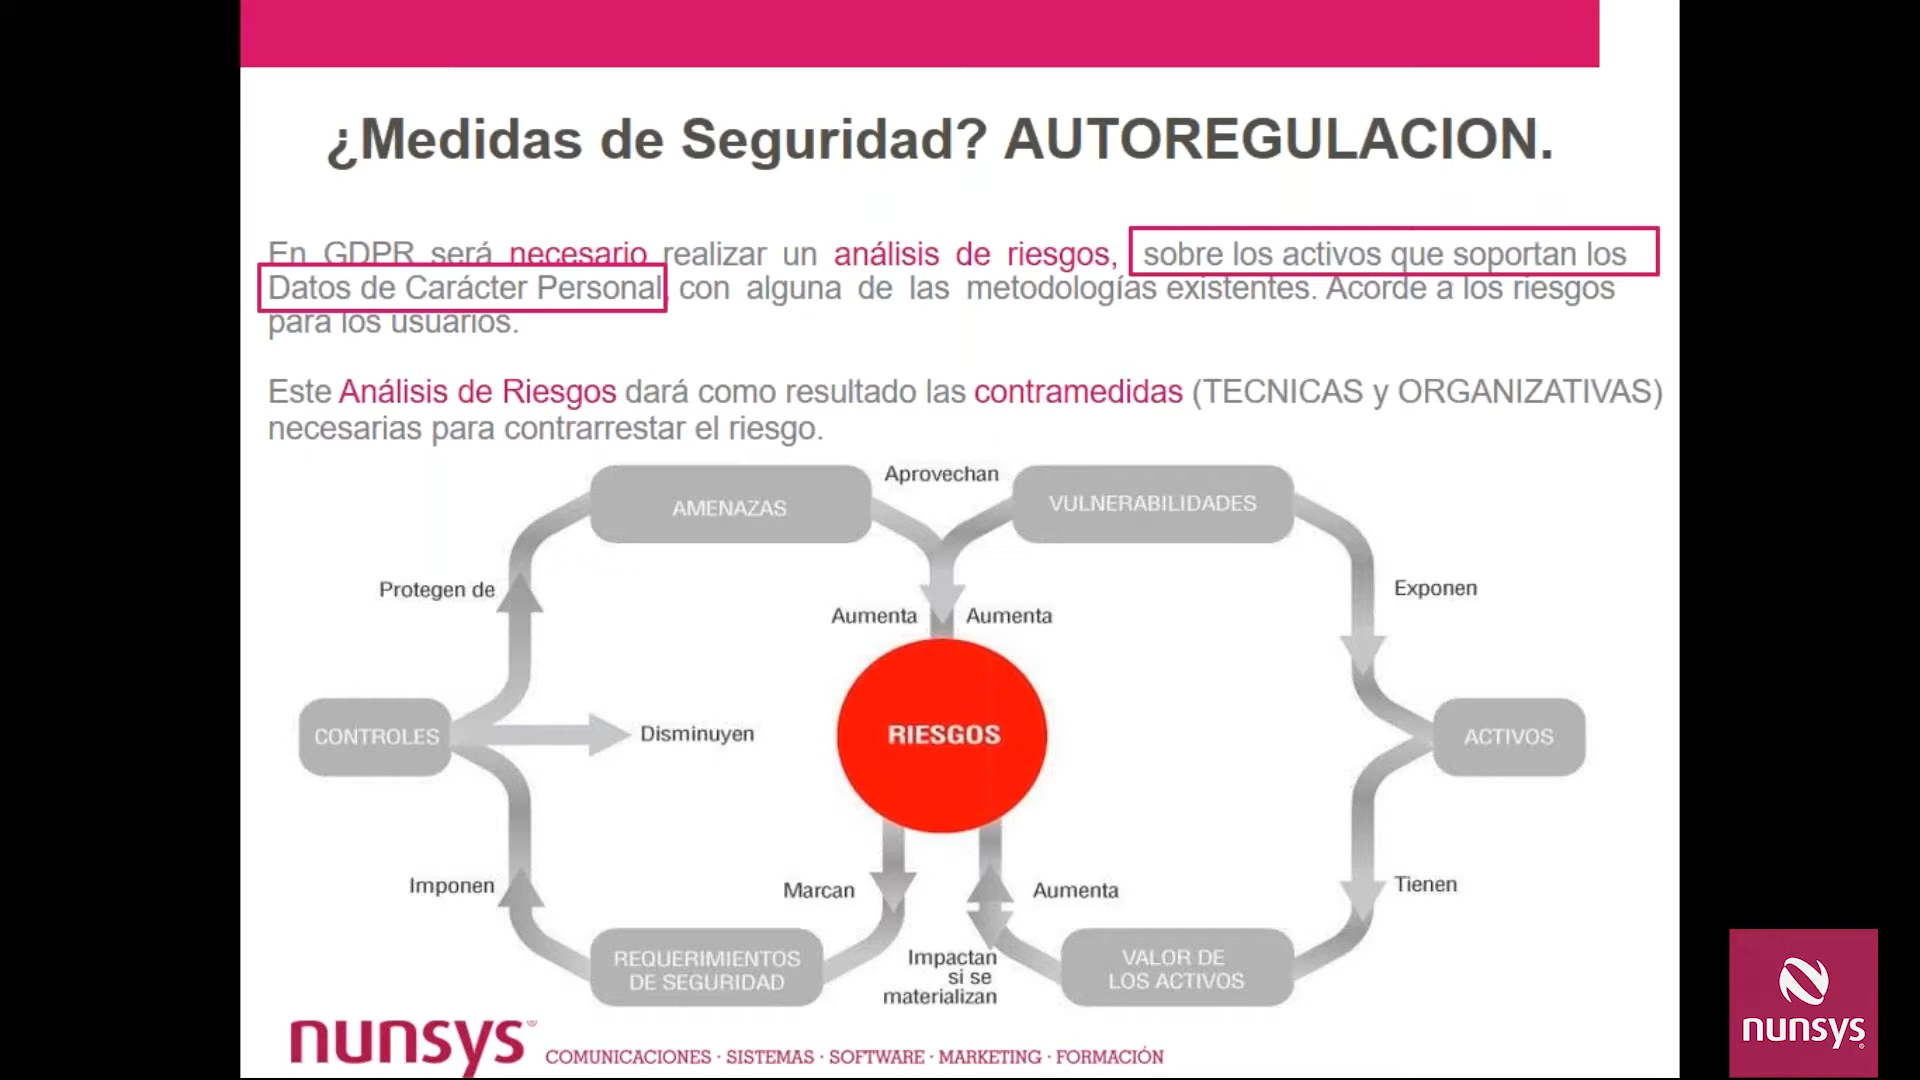 ¿Medidas de Seguridad? AUTOREGULACION.
En GDPR será necesario realizar un análisis de riesgos, sobre los activos que soportan los
Datos de Carácter Personal, con alguna de las metodologías existentes. Acorde a los riesgos
para los usuarios.
Este Análisis de Riesgos dará como resultado las contramedidas (TECNICAS y ORGANIZATIVAS)
necesarias para contrarrestar el riesgo.
Aprovechan
AMENAZAS
VULNERABILIDADES
Protegen de
Exponen
Aumenta
Aumenta
CONTROLES
Disminuyen
RIESGOS
ACTIVOS
Imponen
Marcan
Aumenta
Tienen
REQUERIMIENTOS
DE SEGURIDAD
Impactan
si se
materializan
VALOR DE
LOS ACTIVOS
nunsys®
COMUNICACIONES · SISTEMAS · SOFTWARE · MARKETING · FORMACIÓN
nunsys®